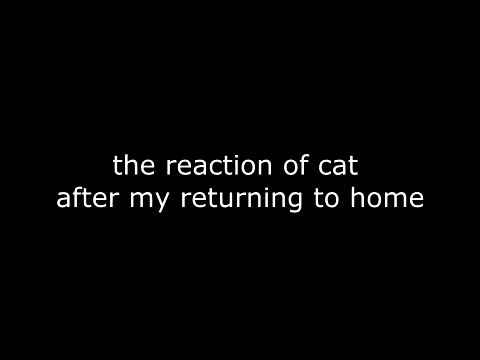 the reaction of cat
after my returning to home